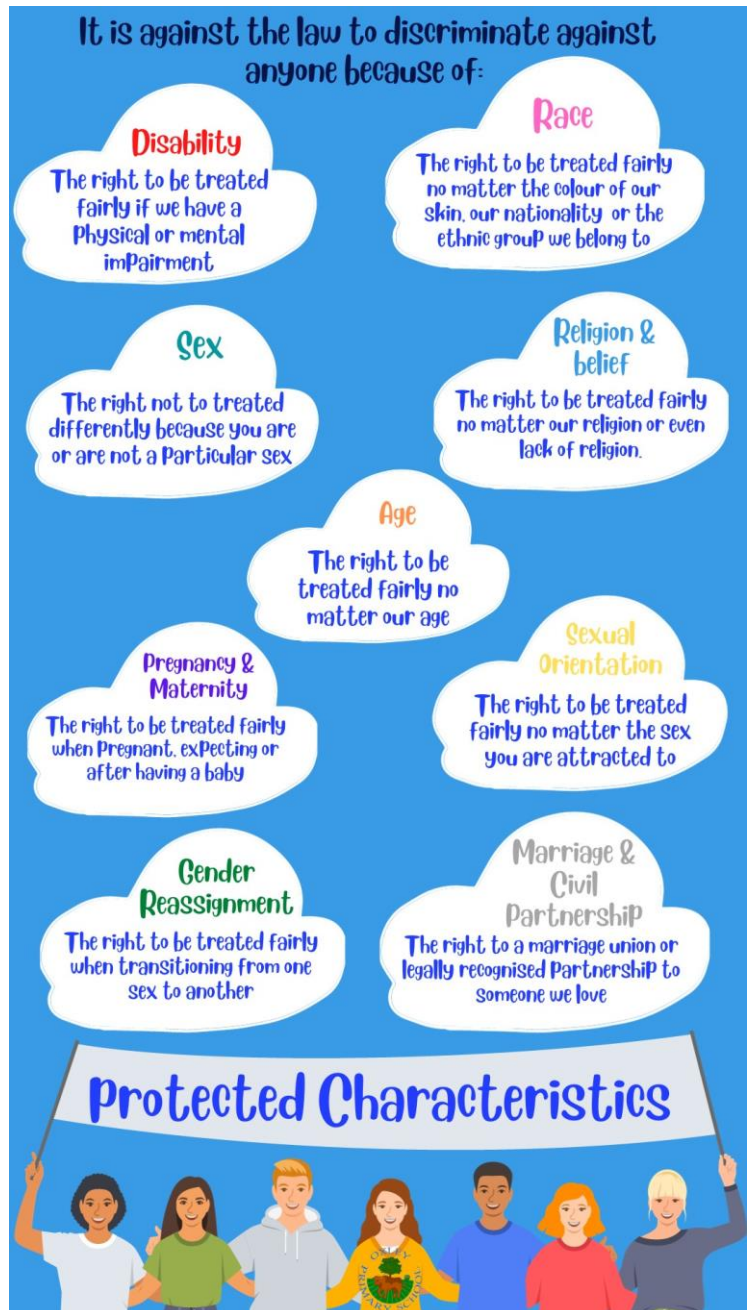 It is against the law to discriminate against
anyone because of:
Disability
The right to be treated
fairly if we have a
Physical or mental
imPairment
Race
The right to be treated fairly
no matter the colour of our
skin, our nationality or the
ethnic grouP we belong to
Sex
The right not to treated
differently because you are
or are not a Particular sex
Religion &
belief
The right to be treated fairly
no matter our religion or even
lack of religion.
Age
The right to be
treated fairly no
matter our age
Pregnancy &
Maternity
The right to be treated fairly
when Pregnant, exPecting or
after having a baby
Sexual
Orientation
The right to be treated
fairly no matter the sex
you are attracted to
Gender
Reassignment
The right to be treated fairly
when transitioning from one
sex to another
Marriage &
Civil
Partnership
The right to a marriage union or
legally recognised PartnershiP to
someone we love
Protected Characteristics
OXLEY
PRIMARY SCHOOL